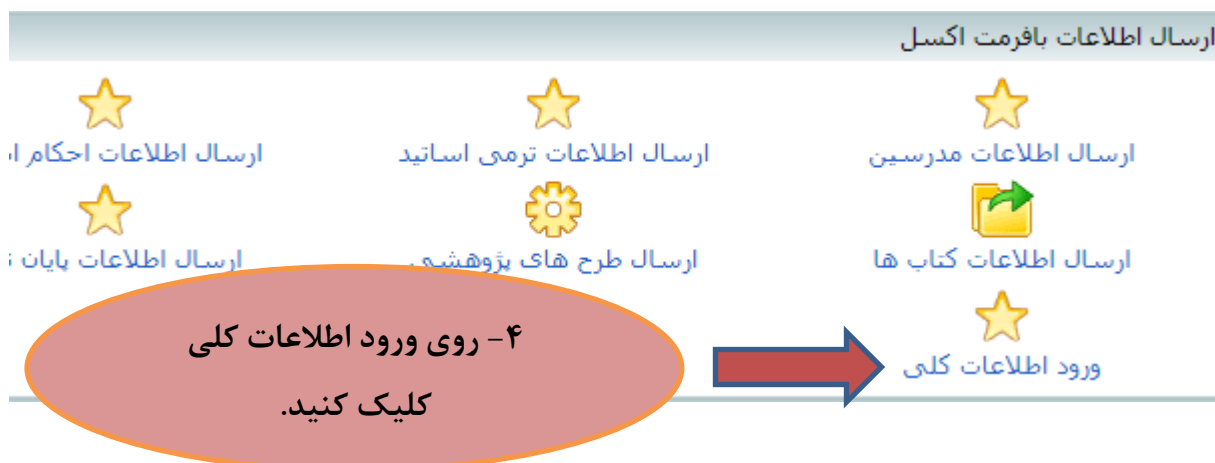 ارسال اطلاعات بافرمت اکسل
ارسال اطلاعات مدرسین
ارسال اطلاعات ترمی اساتید
ارسال اطلاعات احکام
ارسال اطلاعات کتاب ها
ارسال طرح های پژوهشی
ارسال اطلاعات پایان
ورود اطلاعات کلی
۴- روی ورود اطلاعات کلی
کلیک کنید.